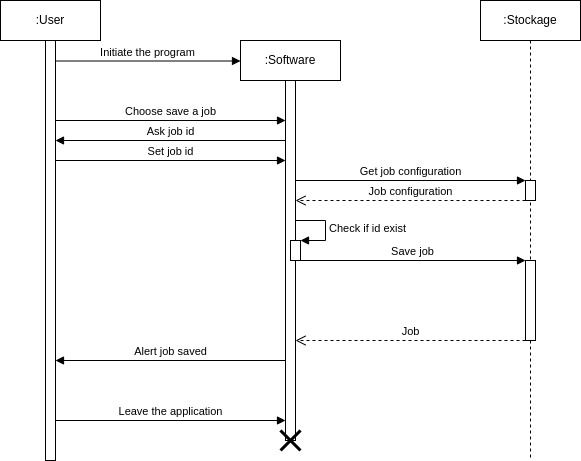 :User
:Stockage
Initiate the program
:Software
Choose save a job
Ask job id
Set job id
Get job configuration
Job configuration
Check if id exist
Save job
Job
Alert job saved
Leave the application